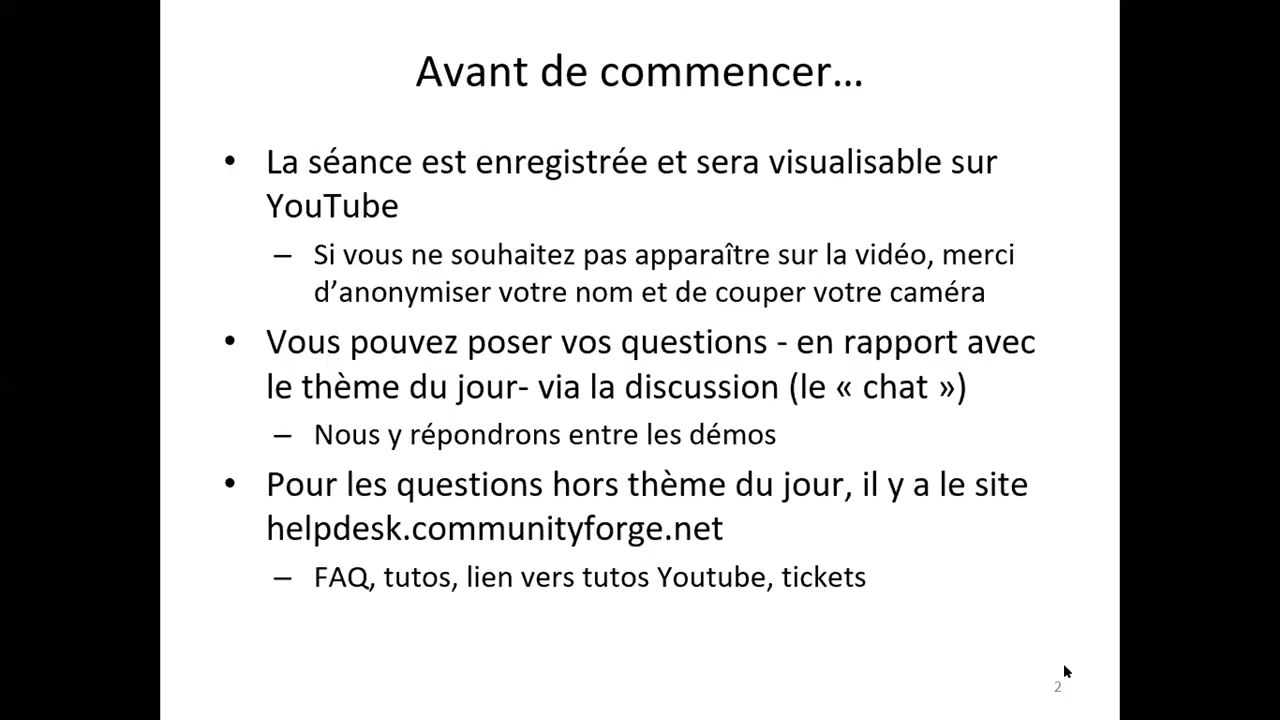 Avant de commencer…
• La séance est enregistrée et sera visualisable sur
YouTube
– Si vous ne souhaitez pas apparaître sur la vidéo, merci
d’anonymiser votre nom et de couper votre caméra
• Vous pouvez poser vos questions - en rapport avec
le thème du jour- via la discussion (le « chat »)
– Nous y répondrons entre les démos
• Pour les questions hors thème du jour, il y a le site
helpdesk.communityforge.net
– FAQ, tutos, lien vers tutos Youtube, tickets
2